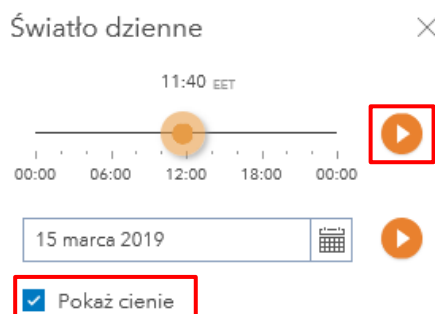 Światło dzienne
11:40 EET
00:00 06:00 12:00 18:00 00:00
15 marca 2019
Pokaż cienie